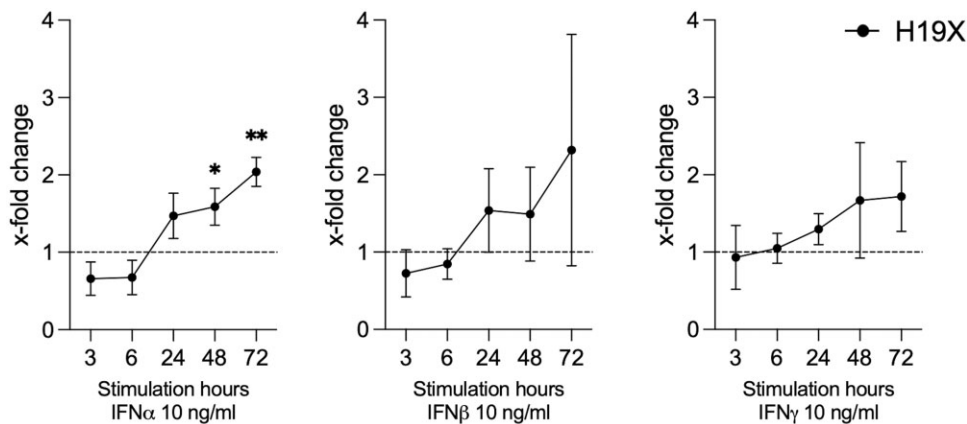 H19X
x-fold change
4
3
2
1
0
*
**
3 6 24 48 72
Stimulation hours
IFNα 10 ng/ml
x-fold change
4
3
2
1
0
3 6 24 48 72
Stimulation hours
IFNβ 10 ng/ml
x-fold change
4
3
2
1
0
3 6 24 48 72
Stimulation hours
IFNγ 10 ng/ml